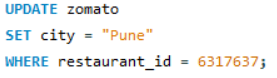 UPDATE zomato
SET city = "Pune"
WHERE restaurant_id = 6317637;